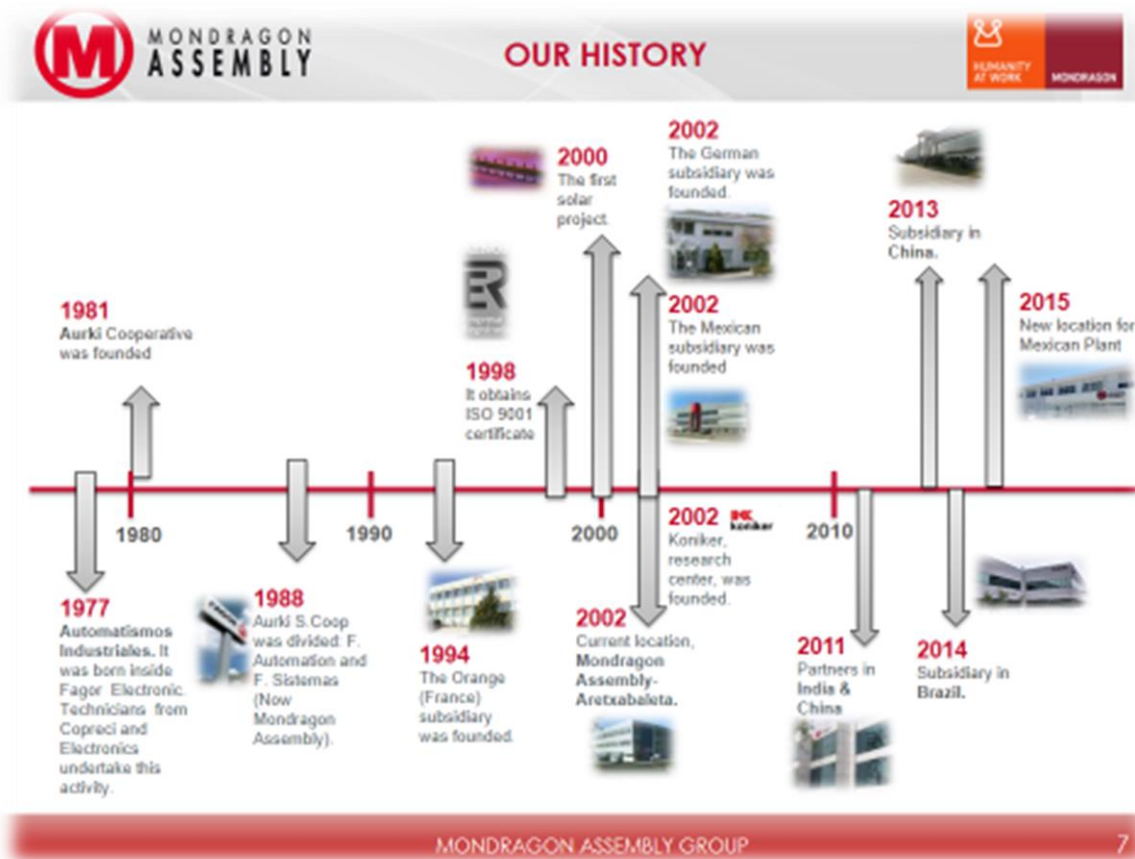 MONDRAGON
ASSEMBLY
OUR HISTORY
HUMANITY
AT WORK
MONDRAGON
1981
Aurki Cooperative
was founded
1998
It obtains
ISO 9001
certificate
ER
2000
The first
solar
project.
2002
The German
subsidiary was
founded.
2002
The Mexican
subsidiary was
founded
2013
Subsidiary in
China.
2015
New location for
Mexican Plant
1980
1990
2000
2010
1977
Automatismos
Industriales. It
was born inside
Fagor Electronic.
Technicians from
Copreci and
Electronics
undertake this
activity.
1988
Aurki S.Coop
was divided: F.
Automation and
F. Sistemas
(Now
Mondragon
Assembly).
1994
The Orange
(France)
subsidiary
was founded.
2002
koniker
Koniker,
research
center, was
founded.
2002
Current location,
Mondragon
Assembly-
Aretxabaleta.
2011
Partners in
India &
China
2014
Subsidiary in
Brazil.
MONDRAGON ASSEMBLY GROUP
7